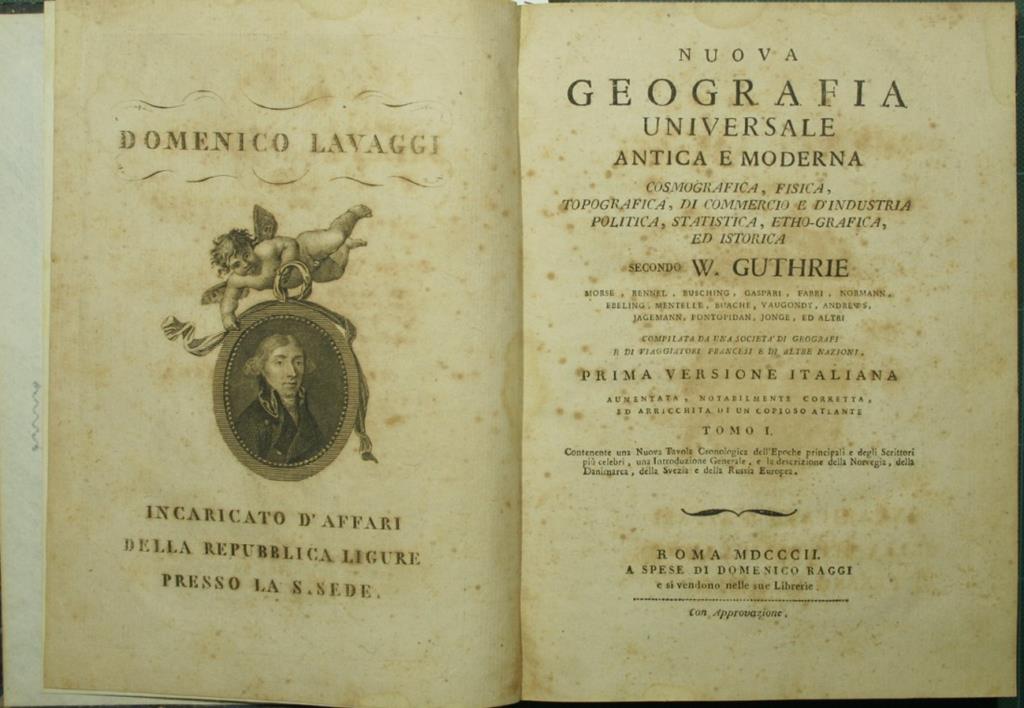 DOMENICO LAVAGGI
INCARICATO D'AFFARI
DELLA REPUBBLICA LIGURE
PRESSO LA S. SEDE.
NUOVA
GEOGRAFIA
UNIVERSALE
ANTICA E MODERNA
COSMOGRAFICA, FISICA,
TOPOGRAFICA, DI COMMERCIO E D'INDUSTRIA
POLITICA, STATISTICA, ETHO-GRAFICA,
ED ISTORICA
SECONDO W. GUTHRIE
MORSE, RENNEL, BUSCHING, GASPARI, FABRI, NORMANN,
EBELING, MENTELLE, BUACHE, VAUGONDY, ANDREWS,
JAGEMANN, PONTOPIDAN, JONGE, ED ALTRI
COMPILATA DA UNA SOCIETA' DI GEOGRAFI
E DI VIAGGIATORI FRANCESI E DI ALTRE NAZIONI.
PRIMA VERSIONE ITALIANA
AUMENTATA, NOTABILMENTE CORRETTA,
ED ARRICCHITA DI UN COPIOSO ATLANTE
TOMO I.
Contenente una Nuova Tavola Cronologica dell'Epoche principali e degli Scrittori
più celebri, una Introduzione Generale, e la descrizione della Norvegia, della
Danimarca, della Svezia e della Russia Europea.
ROMA MDCCCII.
A SPESE DI DOMENICO RAGGI
e si vendono nelle sue Librerie.
Con Approvazione.